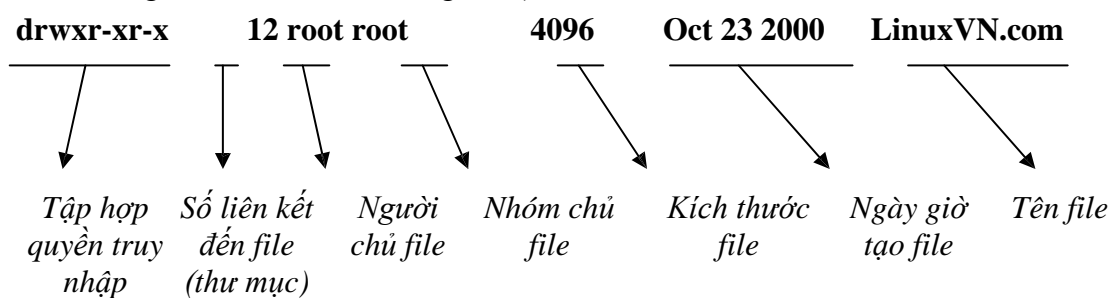 drwxr-xr-x 12 root root 4096 Oct 23 2000 LinuxVN.com
Tập hợp Số liên kết Người Nhóm chủ Kích thước Ngày giờ Tên file
quyền truy đến file chủ file file file tạo file
nhập (thư mục)